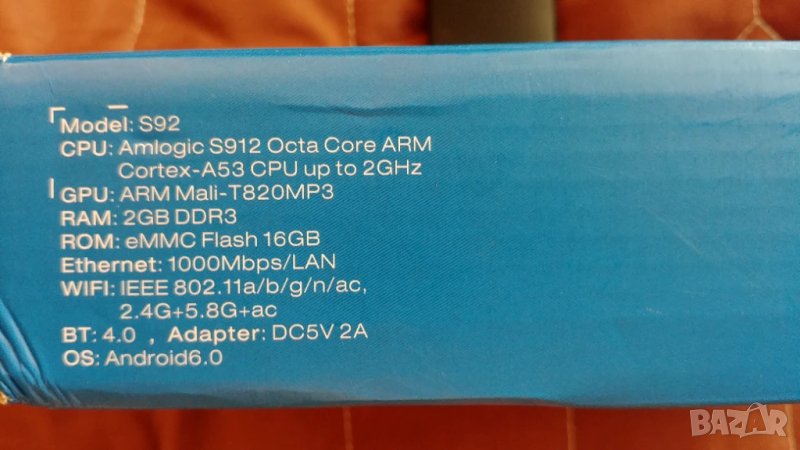 Model: S92
CPU: Amlogic S912 Octa Core ARM
Cortex-A53 CPU up to 2GHz
GPU: ARM Mali-T820MP3
RAM: 2GB DDR3
ROM: eMMC Flash 16GB
Ethernet: 1000Mbps/LAN
WIFI: IEEE 802.11a/b/g/n/ac,
2.4G+5.8G+ac
BT: 4.0 , Adapter: DC5V 2A
OS: Android6.0
BAZAR